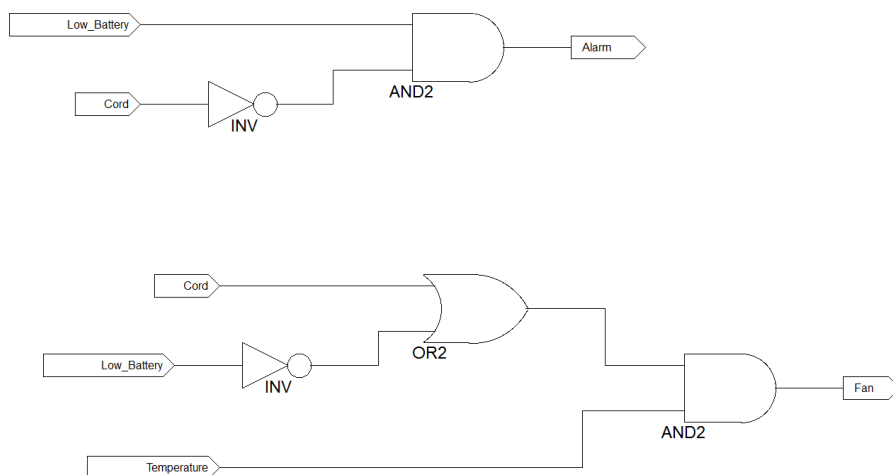 Low_Battery
Alarm
AND2
Cord
INV
Cord
OR2
Low_Battery
INV
Fan
AND2
Temperature